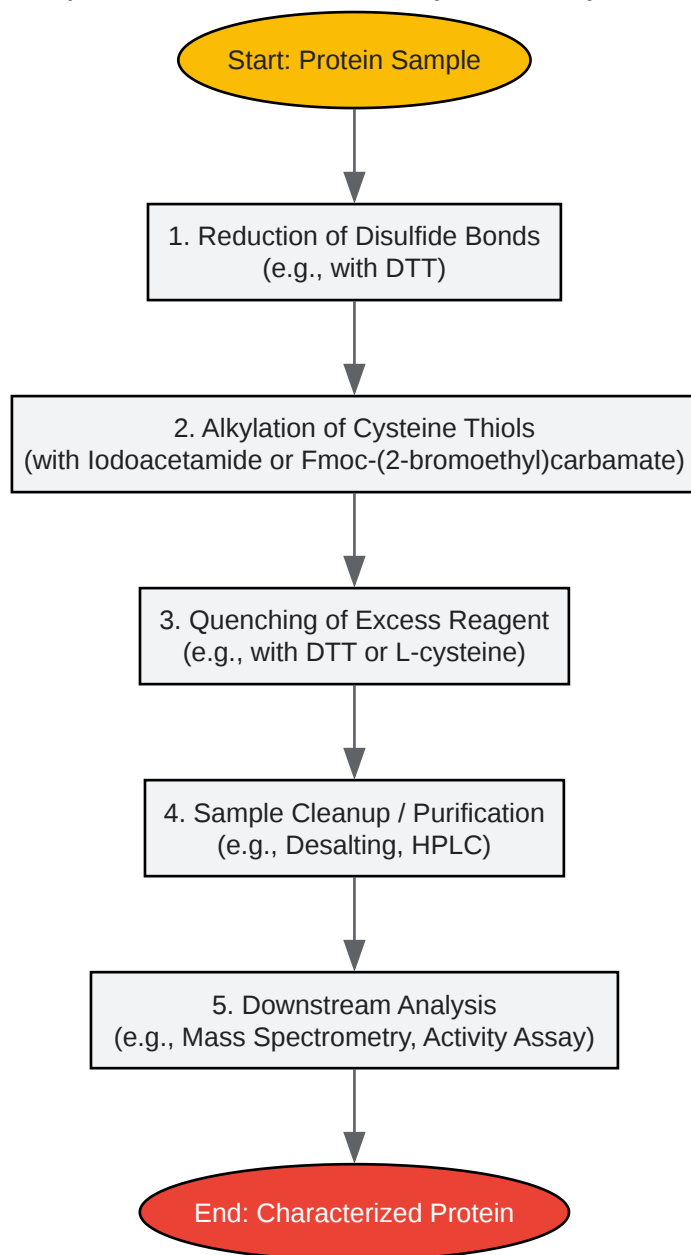 Start: Protein Sample
1. Reduction of Disulfide Bonds
(e.g., with DTT)
2. Alkylation of Cysteine Thiols
(with Iodoacetamide or Fmoc-(2-bromoethyl)carbamate)
3. Quenching of Excess Reagent
(e.g., with DTT or L-cysteine)
4. Sample Cleanup / Purification
(e.g., Desalting, HPLC)
5. Downstream Analysis
(e.g., Mass Spectrometry, Activity Assay)
End: Characterized Protein